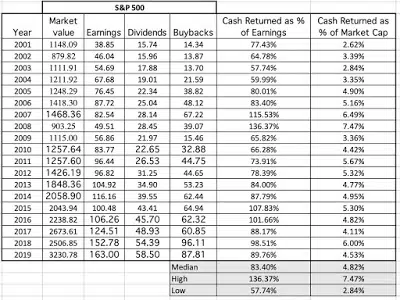 S&P 500
Year Market value Earnings Dividends Buybacks Cash Returned as % of Earnings Cash Returned as % of Market Cap
2001 1148.09 38.85 15.74 14.34 77.43% 2.62%
2002 879.82 46.04 15.96 13.87 64.78% 3.39%
2003 1111.91 54.69 17.88 13.70 57.74% 2.84%
2004 1211.92 67.68 19.01 21.59 59.99% 3.35%
2005 1248.29 76.45 22.34 38.82 80.01% 4.90%
2006 1418.30 87.72 25.04 48.12 83.40% 5.16%
2007 1468.36 82.54 28.14 67.22 115.53% 6.49%
2008 903.25 49.51 28.45 39.07 136.37% 7.47%
2009 1115.00 56.86 21.97 15.46 65.82% 3.36%
2010 1257.64 83.77 22.65 32.88 66.28% 4.42%
2011 1257.60 96.44 26.53 44.75 73.91% 5.67%
2012 1426.19 96.82 31.25 44.65 78.39% 5.32%
2013 1848.36 104.92 34.90 53.23 84.00% 4.77%
2014 2058.90 116.16 39.55 62.44 87.79% 4.95%
2015 2043.94 100.48 43.41 64.94 107.83% 5.30%
2016 2238.82 106.26 45.70 62.32 101.66% 4.82%
2017 2673.61 124.51 48.93 60.85 88.17% 4.11%
2018 2506.85 152.78 54.39 96.11 98.51% 6.00%
2019 3230.78 163.00 58.50 87.81 89.76% 4.53%
Median 83.40% 4.82%
High 136.37% 7.47%
Low 57.74% 2.84%